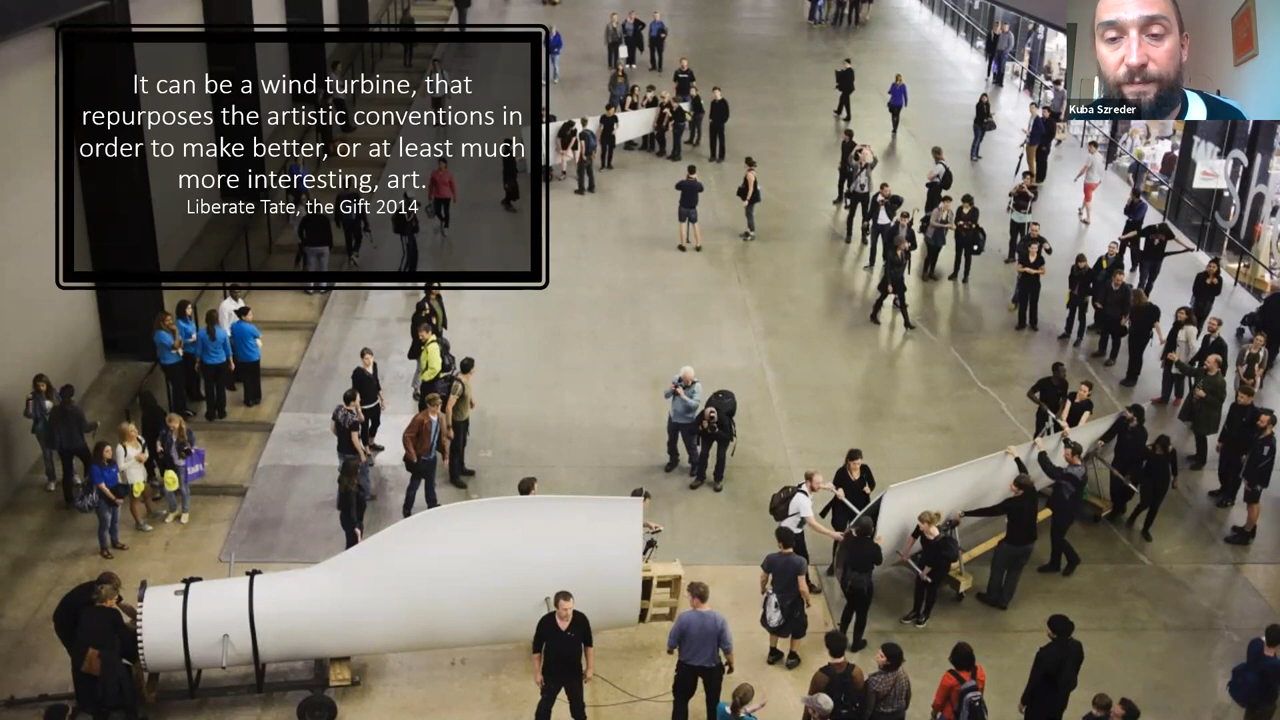 It can be a wind turbine, that
repurposes the artistic conventions in
order to make better, or at least much
more interesting, art.
Liberate Tate, the Gift 2014
Kuba Szreder